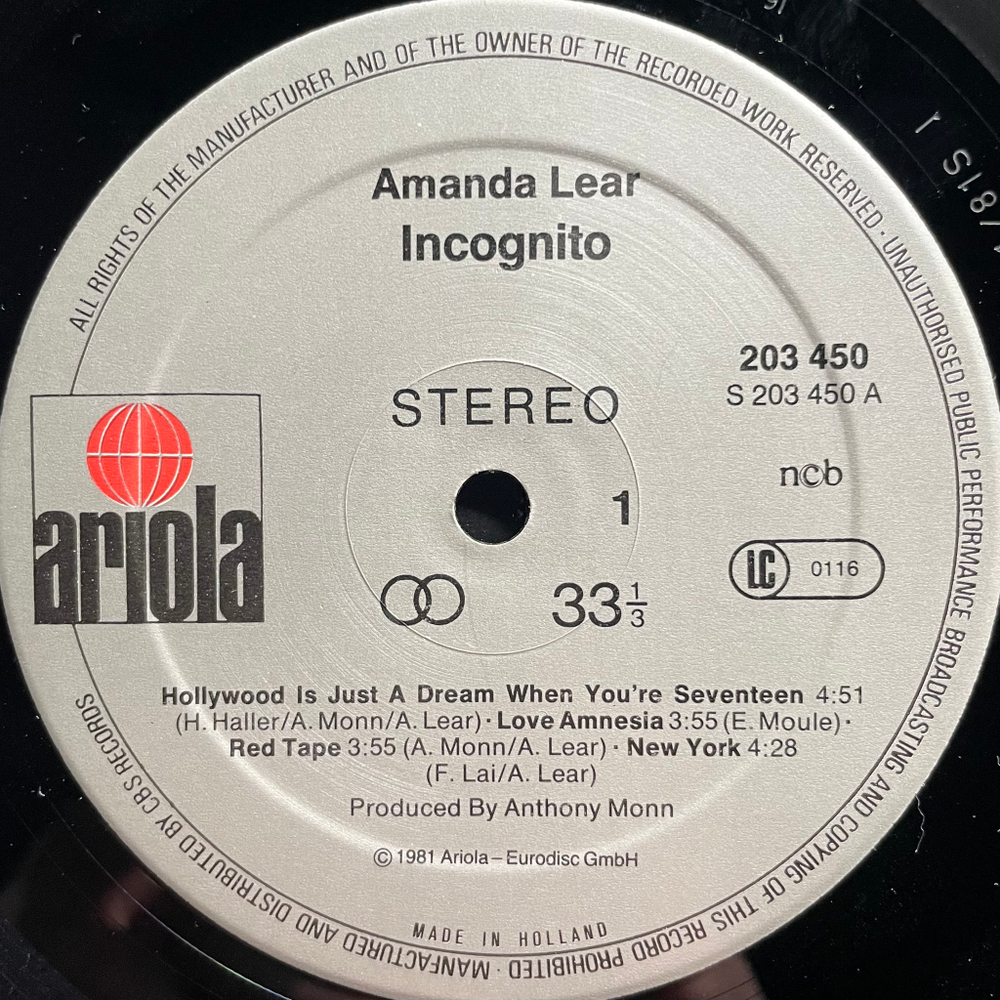 ALL RIGHTS OF THE MANUFACTURER AND OF THE OWNER OF THE RECORDED WORK RESERVED · UNAUTHORISED PUBLIC PERFORMANCE BROADCASTING AND COPYING OF THIS RECORD PROHIBITED · MANUFACTURED AND DISTRIBUTED BY CBS RECORDS
Amanda Lear
Incognito
203 450
S 203 450 A
STEREO
ncb
1
ariola
LC 0116
33 1/3
Hollywood Is Just A Dream When You're Seventeen 4:51
(H. Haller/A. Monn/A. Lear) · Love Amnesia 3:55 (E. Moule) ·
Red Tape 3:55 (A. Monn/A. Lear) · New York 4:28
(F. Lai/A. Lear)
Produced By Anthony Monn
© 1981 Ariola – Eurodisc GmbH
MADE IN HOLLAND